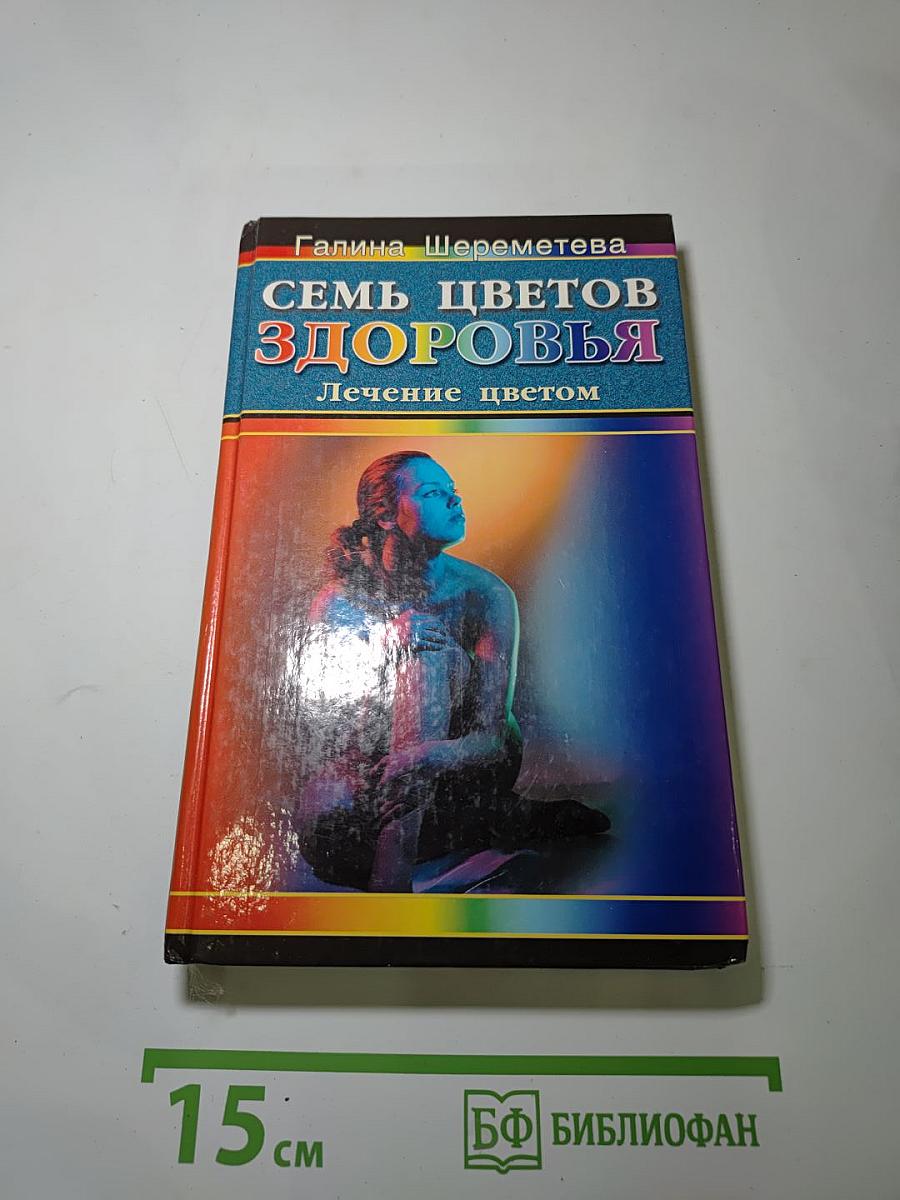 Галина Шереметева
СЕМЬ ЦВЕТОВ
ЗДОРОВЬЯ
Лечение цветом
15 см
БФ БИБЛИОФАН